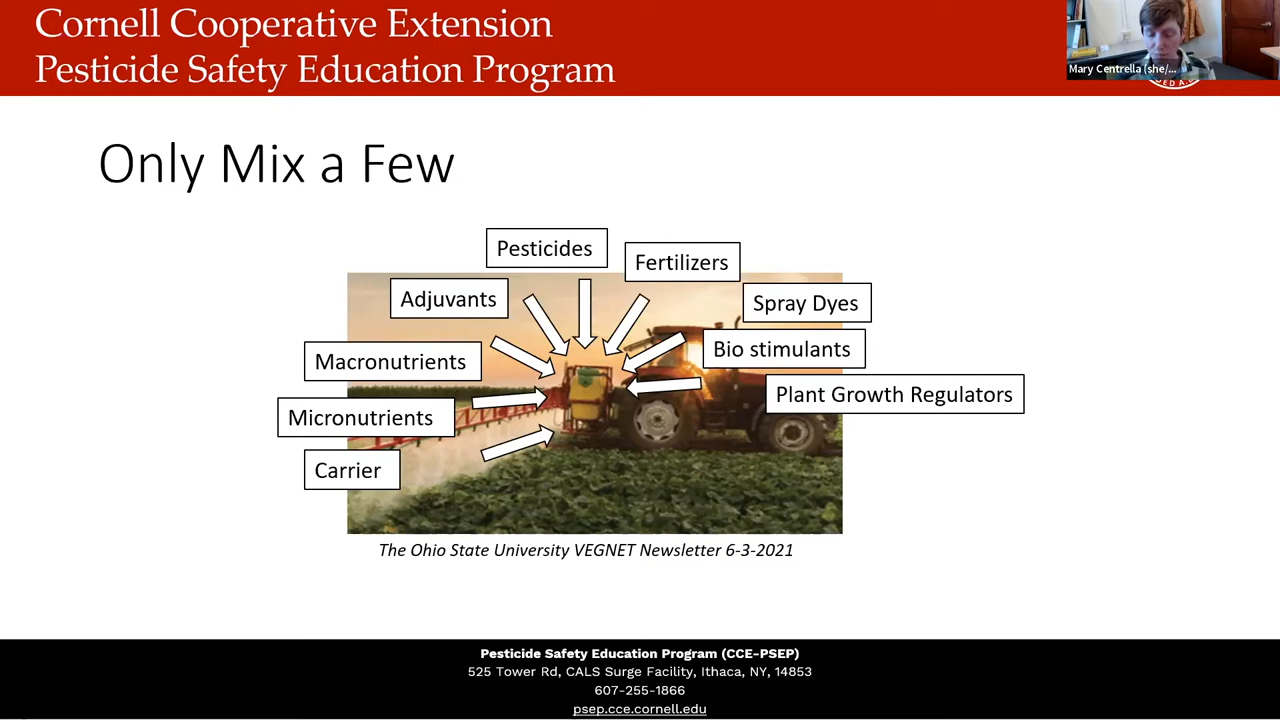 Cornell Cooperative Extension
Pesticide Safety Education Program
Mary Centrella (she/...
Only Mix a Few
Pesticides
Fertilizers
Adjuvants
Spray Dyes
Macronutrients
Bio stimulants
Micronutrients
Plant Growth Regulators
Carrier
The Ohio State University VEGNET Newsletter 6-3-2021
Pesticide Safety Education Program (CCE-PSEP)
525 Tower Rd, CALS Surge Facility, Ithaca, NY, 14853
607-255-1866
psep.cce.cornell.edu